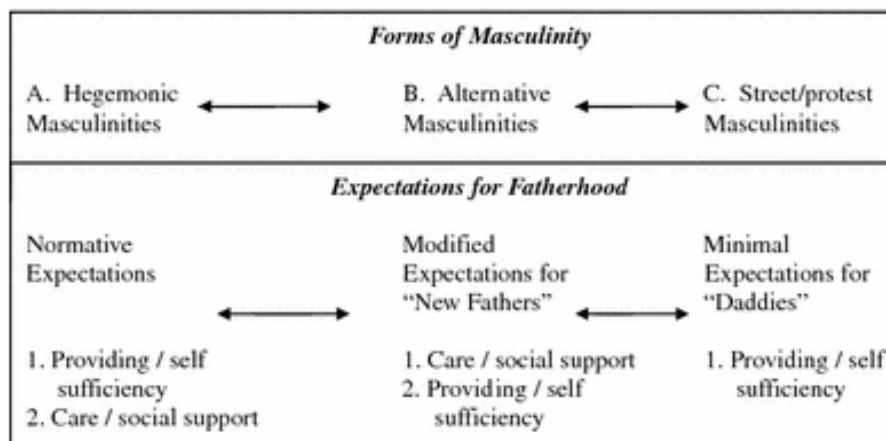 Forms of Masculinity
A. Hegemonic
Masculinities
B. Alternative
Masculinities
C. Street/protest
Masculinities
Expectations for Fatherhood
Normative
Expectations
Modified
Expectations for
“New Fathers”
Minimal
Expectations for
“Daddies”
1. Providing / self
sufficiency
2. Care / social support
1. Care / social support
2. Providing / self
sufficiency
1. Providing / self
sufficiency